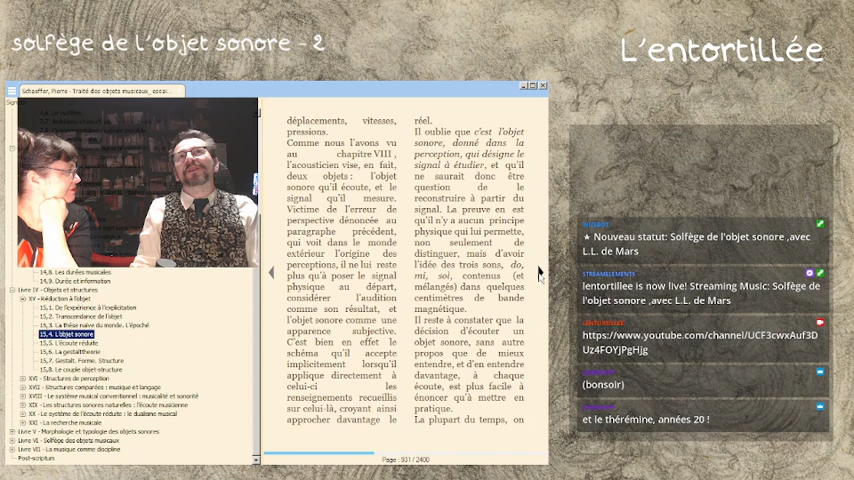 solfège de l'objet sonore - 2
L'entortillée
Schaeffer, Pierre - Traité des objets musicaux_ essai...
déplacements, vitesses,
pressions.
Comme nous l'avons vu
au chapitre VIII ,
l'acousticien vise, en fait,
deux objets : l'objet
sonore qu'il écoute, et le
signal qu'il mesure.
Victime de l'erreur de
perspective dénoncée au
paragraphe précédent,
qui voit dans le monde
extérieur l'origine des
perceptions, il ne lui reste
plus qu'à poser le signal
physique au départ,
considérer l'audition
comme son résultat, et
l'objet sonore comme une
apparence subjective.
C'est bien en effet le
schéma qu'il accepte
implicitement lorsqu'il
applique directement à
celui-ci les
renseignements recueillis
sur celui-là, croyant ainsi
approcher davantage le
réel.
Il oublie que c'est l'objet
sonore, donné dans la
perception, qui désigne le
signal à étudier, et qu'il
ne saurait donc être
question de le
reconstruire à partir du
signal. La preuve en est
qu'il n'y a aucun principe
physique qui lui permette,
non seulement de
distinguer, mais d'avoir
l'idée des trois sons, do,
mi, sol, contenus (et
mélangés) dans quelques
centimètres de bande
magnétique.
Il reste à constater que la
décision d'écouter un
objet sonore, sans autre
propos que de mieux
entendre, et d'en entendre
davantage, à chaque
écoute, est plus facile à
énoncer qu'à mettre en
pratique.
La plupart du temps, on
Page : 931 / 2400
14,8. Les durées musicales
14,9. Durée et information
Livre IV - Objets et structures
XV - Réduction à l'objet
15,1. De l'expérience à l'explicitation
15,2. Transcendance de l'objet
15,3. La thèse naïve du monde. L'époché
15,4. L'objet sonore
15,5. L'écoute réduite
15,6. La gestalttheorie
15,7. Gestalt. Forme. Structure
15,8. Le couple objet-structure
XVI - Structures de perception
XVII - Structures comparées : musique et langage
XVIII - Le système musical conventionnel : musicalité et sonorité
XIX - Les structures sonores naturelles : l'écoute musicienne
XX - Le système de l'écoute réduite : le dualisme musical
XXI - La recherche musicale
Livre V - Morphologie et typologie des objets sonores
Livre VI - Solfège des objets musicaux
Livre VII - La musique comme discipline
Post-scriptum
★ Nouveau statut: Solfège de l'objet sonore ,avec
L.L. de Mars
STREAMELEMENTS
lentortillee is now live! Streaming Music: Solfège de
l'objet sonore ,avec L.L. de Mars
LENTORTILLEE
https://www.youtube.com/channel/UCF3cwxAuf3D
Uz4FOYjPgHjg
(bonsoir)
et le thérémine, années 20 !